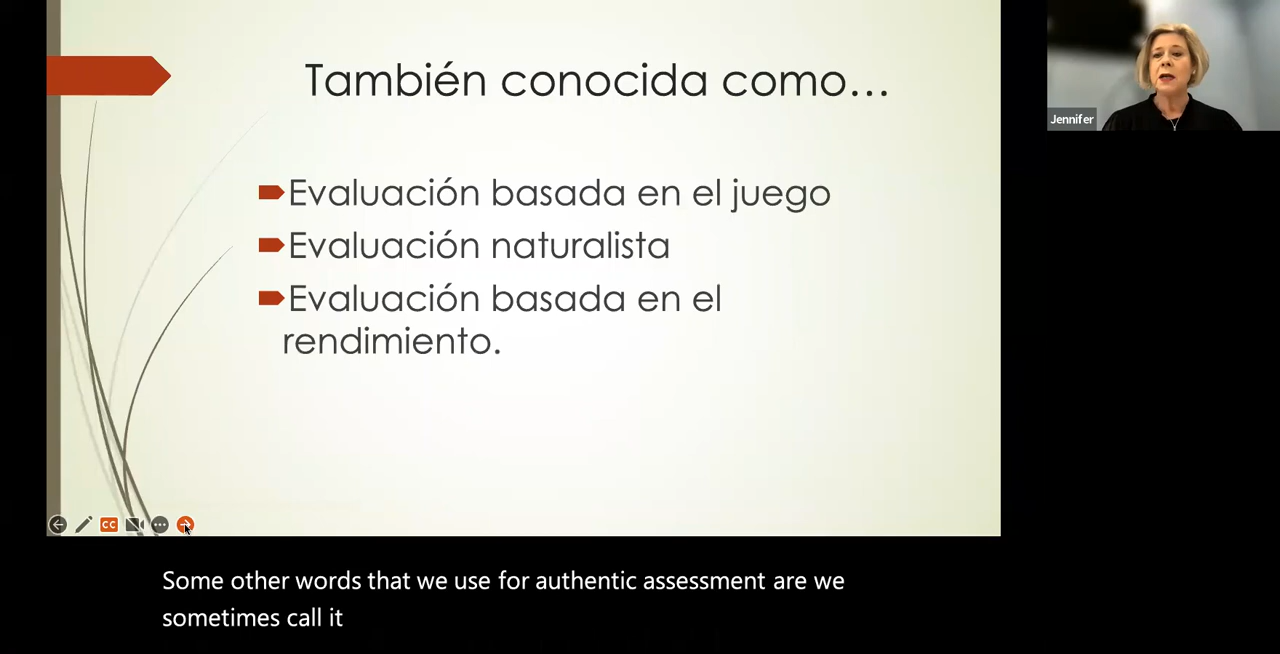 También conocida como...
Evaluación basada en el juego
Evaluación naturalista
Evaluación basada en el
rendimiento.
Jennifer
CC
Some other words that we use for authentic assessment are we
sometimes call it